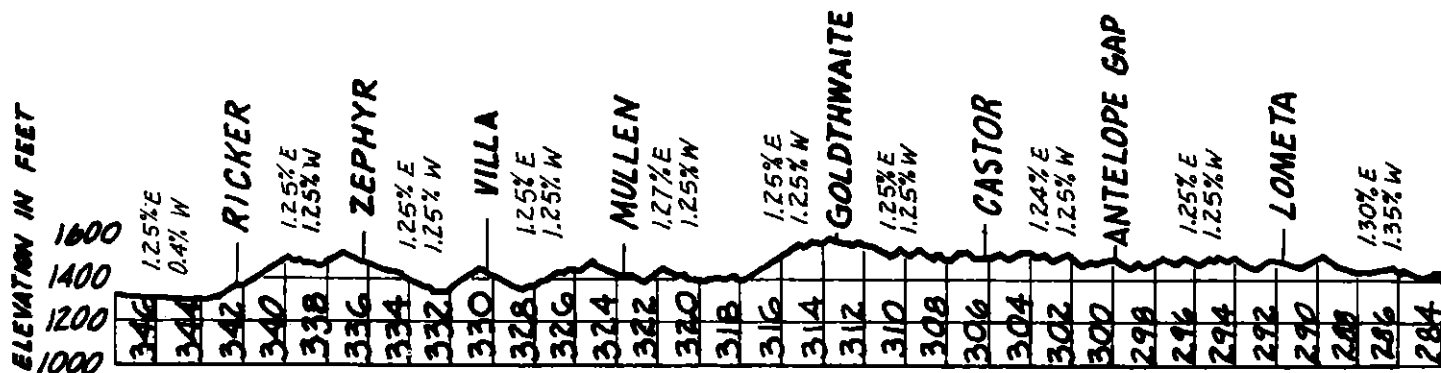 ELEVATION IN FEET
1600
1400
1200
1000
1.25% E
0.4% W
RICKER
1.25% E
1.25% W
ZEPHYR
1.25% E
1.25% W
VILLA
1.25% E
1.25% W
MULLEN
1.27% E
1.25% W
1.25% E
1.25% W
GOLDTHWAITE
1.25% E
1.25% W
CASTOR
1.24% E
1.25% W
ANTELOPE GAP
1.25% E
1.25% W
LOMETA
1.30% E
1.35% W
346
344
342
340
338
336
334
332
330
328
326
324
322
320
318
316
314
312
310
308
306
304
302
300
298
296
294
292
290
288
286
284